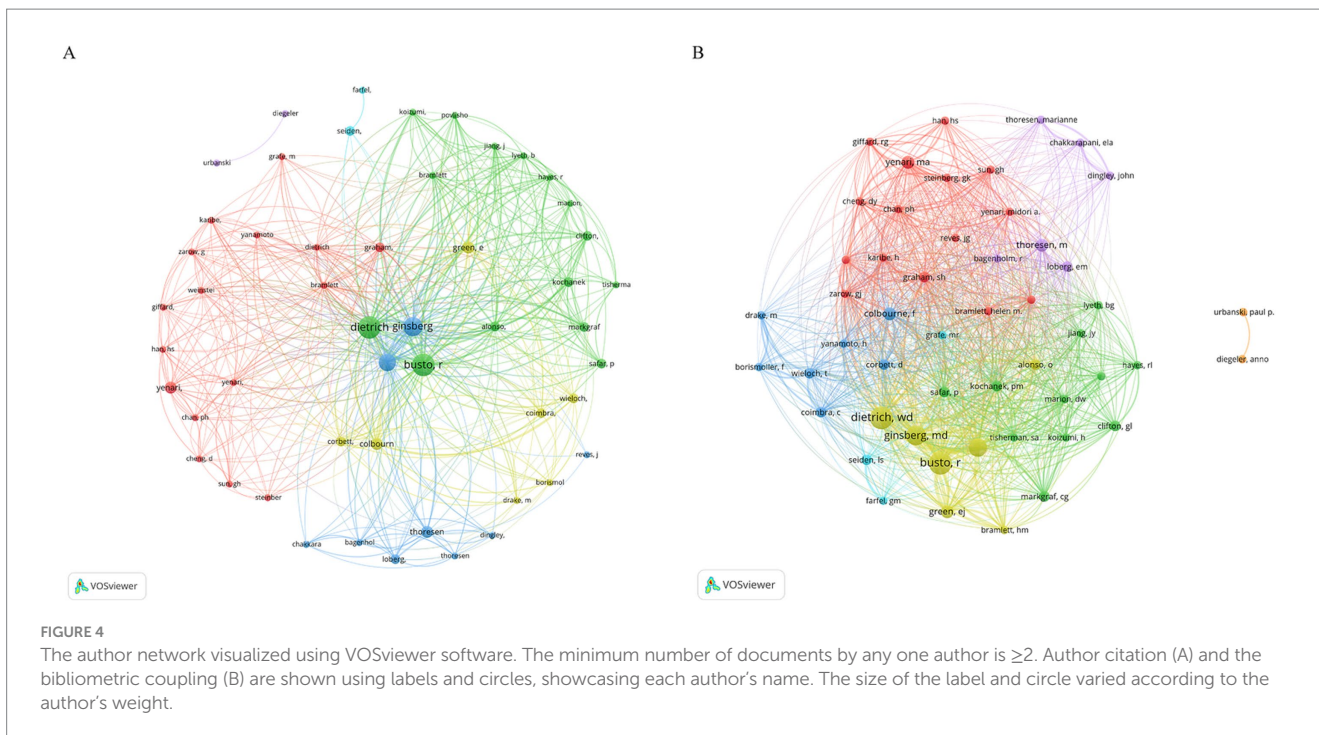 A
farfel,
diegeler
koizumi,
povlisho
seiden,
urbanski
grafe, m
jiang, j
lyeth, b
bramlett
hayes, r
karibe,
marion,
yanamoto
zarow, g
dietrich
graham,
green, e
clifton,
weinstei
bramlett
kochanek
tisherma
giffard,
dietrich
ginsberg
alonso,
markgraf
han, hs
busto, r
safar, p
yenari,
yenari,
wieloch,
chan, ph
coimbra,
corbett,
colbourn
cheng, d
reves, j
sun, gh
borismol
steinber
drake, m
thoresen
dingley,
chakkara
bagenhol
loberg,
thoresen
VOSviewer
B
han, hs
thoresen, marianne
giffard, rg
chakkarapani, ela
yenari, ma
sun, gh
steinberg, gk
dingley, john
cheng, dy
chan, ph
yenari, midori a.
reves, jg
thoresen, m
karibe, h
bagenholm, r
loberg, em
graham, sh
zarow, gj
lyeth, bg
bramlett, helen m.
drake, m
colbourne, f
urbanski, paul p.
grafe, mr
jiang, jy
yanamoto, h
borismoller, f
wieloch, t
corbett, d
alonso, o
hayes, rl
diegeler, anno
safar, p
kochanek, pm
marion, dw
coimbra, c
dietrich, wd
clifton, gl
ginsberg, md
tisherman, sa
koizumi, h
seiden, ls
busto, r
farfel, gm
markgraf, cg
green, ej
bramlett, hm
VOSviewer
FIGURE 4
The author network visualized using VOSviewer software. The minimum number of documents by any one author is ≥2. Author citation (A) and the
bibliometric coupling (B) are shown using labels and circles, showcasing each author's name. The size of the label and circle varied according to the
author's weight.